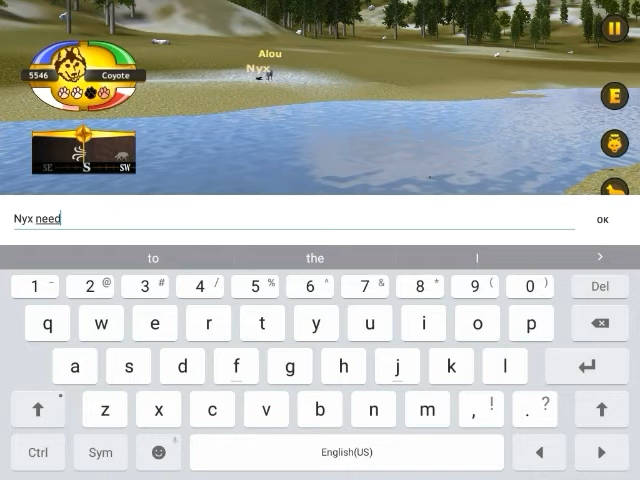 Alou
Nyx
5546 Coyote
E
SE S SW
Nyx need
OK
to the I >
1 - 2 @ 3 # 4 / 5 % 6 ^ 7 & 8 * 9 ( 0 ) Del
q w e r t y u i o p
a s d f g h j k l
z x c v b n m , ! . ?
Ctrl Sym English(US)